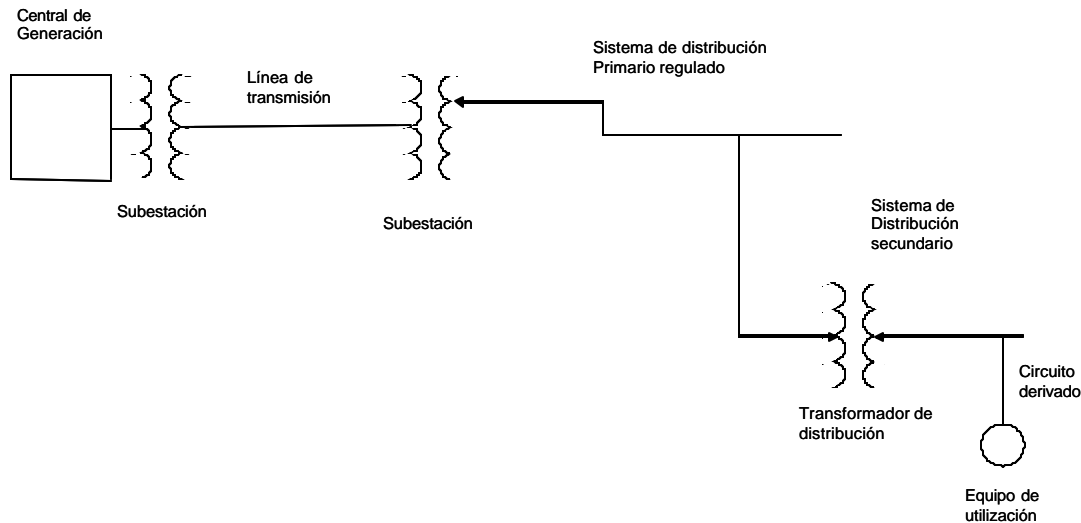 Central de
Generación
Línea de
transmisión
Sistema de distribución
Primario regulado
Subestación
Subestación
Sistema de
Distribución
secundario
Circuito
derivado
Transformador de
distribución
Equipo de
utilización